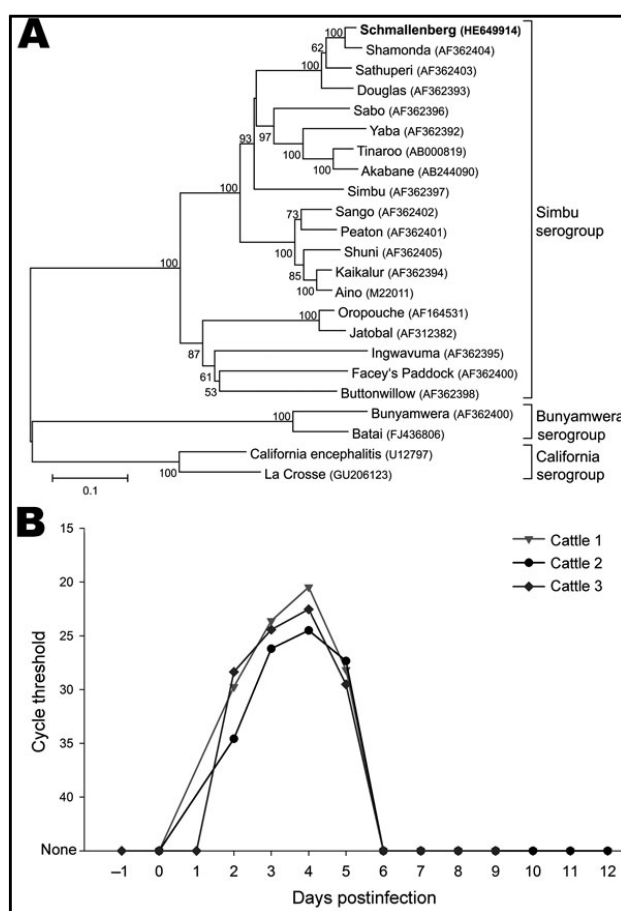 A
Schmallenberg (HE649914)
100
Shamonda (AF362404)
62
Sathuperi (AF362403)
100
Douglas (AF362393)
Sabo (AF362396)
93
97
Yaba (AF362392)
100
Tinaroo (AB000819)
100
Akabane (AB244090)
100
Simbu (AF362397)
Simbu
serogroup
73
Sango (AF362402)
Peaton (AF362401)
100
Shuni (AF362405)
85
Kaikalur (AF362394)
100
Aino (M22011)
100
Oropouche (AF164531)
100
Jatobal (AF312382)
87
Ingwavuma (AF362395)
61
Facey's Paddock (AF362400)
53
Buttonwillow (AF362398)
100
Bunyamwera (AF362400)
Batai (FJ436806)
Bunyamwera
serogroup
California encephalitis (U12797)
100
La Crosse (GU206123)
California
serogroup
0.1
B
15
20
25
30
35
40
None
Cycle threshold
Cattle 1
Cattle 2
Cattle 3
–1 0 1 2 3 4 5 6 7 8 9 10 11 12
Days postinfection